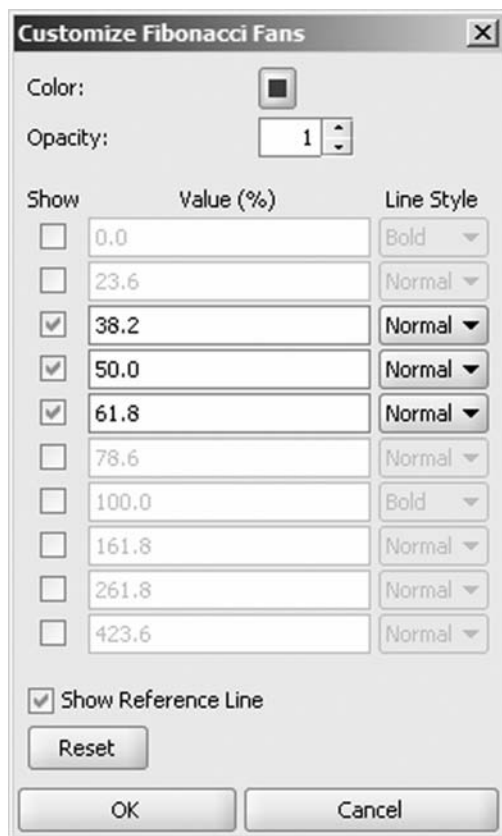 Customize Fibonacci Fans
Color:
Opacity: 1
Show Value (%) Line Style
0.0 Bold
23.6 Normal
38.2 Normal
50.0 Normal
61.8 Normal
78.6 Normal
100.0 Bold
161.8 Normal
261.8 Normal
423.6 Normal
Show Reference Line
Reset
OK Cancel